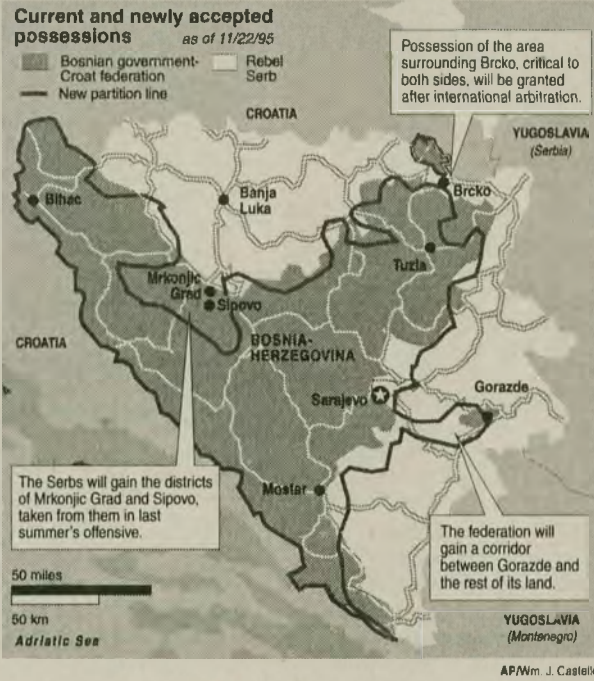 Current and newly accepted
possessions as of 11/22/95
Bosnian government-
Croat federation
Rebel
Serb
New partition line
Possession of the area
surrounding Brcko, critical to
both sides, will be granted
after international arbitration.
CROATIA
YUGOSLAVIA
(Serbia)
Bihac
Banja
Luka
Brcko
Tuzla
Mrkonjic
Grad
Sipovo
CROATIA
BOSNIA-
HERZEGOVINA
Sarajevo
Gorazde
The Serbs will gain the districts
of Mrkonjic Grad and Sipovo,
taken from them in last
summer's offensive.
Mostar
The federation will
gain a corridor
between Gorazde and
the rest of its land.
50 miles
50 km
Adriatic Sea
YUGOSLAVIA
(Montenegro)
AP/Wm. J. Castello